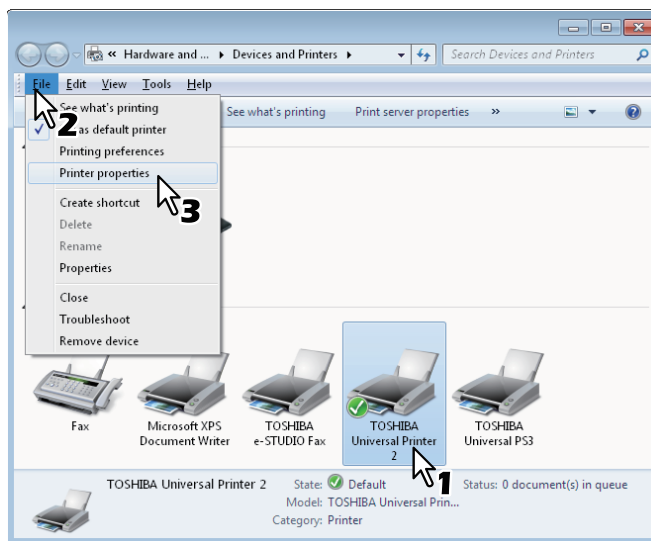 « Hardware and ... ▸ Devices and Printers ▸
Search Devices and Printers
File Edit View Tools Help
See what's printing
as default printer
Printing preferences
Printer properties
Create shortcut
Delete
Rename
Properties
Close
Troubleshoot
Remove device
2
3
See what's printing Print server properties »
Fax
Microsoft XPS
Document Writer
TOSHIBA
e-STUDIO Fax
TOSHIBA
Universal Printer
2
TOSHIBA
Universal PS3
1
TOSHIBA Universal Printer 2 State: Default Status: 0 document(s) in queue
Model: TOSHIBA Universal Prin...
Category: Printer